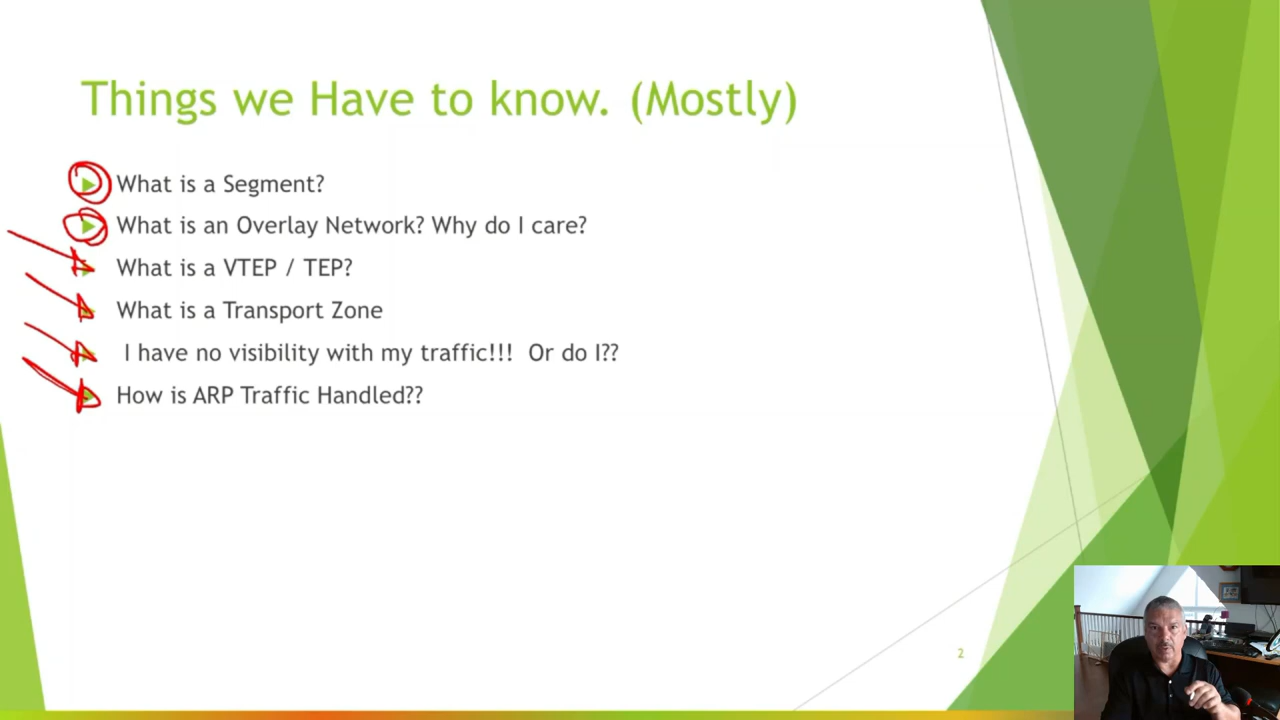 Things we Have to know. (Mostly)
What is a Segment?
What is an Overlay Network? Why do I care?
What is a VTEP / TEP?
What is a Transport Zone
I have no visibility with my traffic!!! Or do I??
How is ARP Traffic Handled??
2